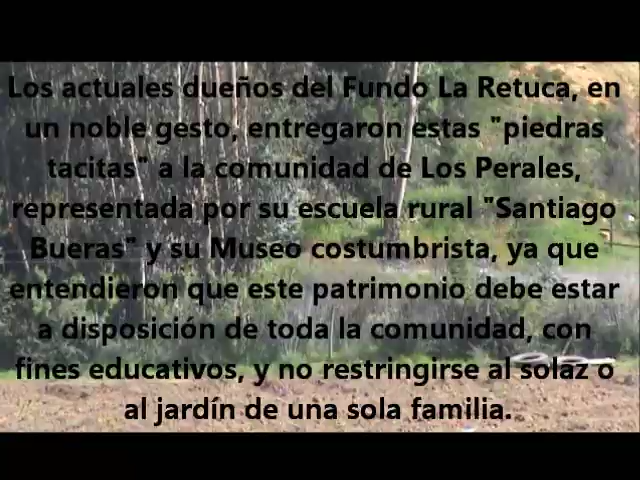 Los actuales dueños del Fundo La Retuca, en
un noble gesto, entregaron estas "piedras
tacitas" a la comunidad de Los Perales,
representada por su escuela rural "Santiago
Bueras" y su Museo costumbrista, ya que
entendieron que este patrimonio debe estar
a disposición de toda la comunidad, con
fines educativos, y no restringirse al solaz o
al jardín de una sola familia.